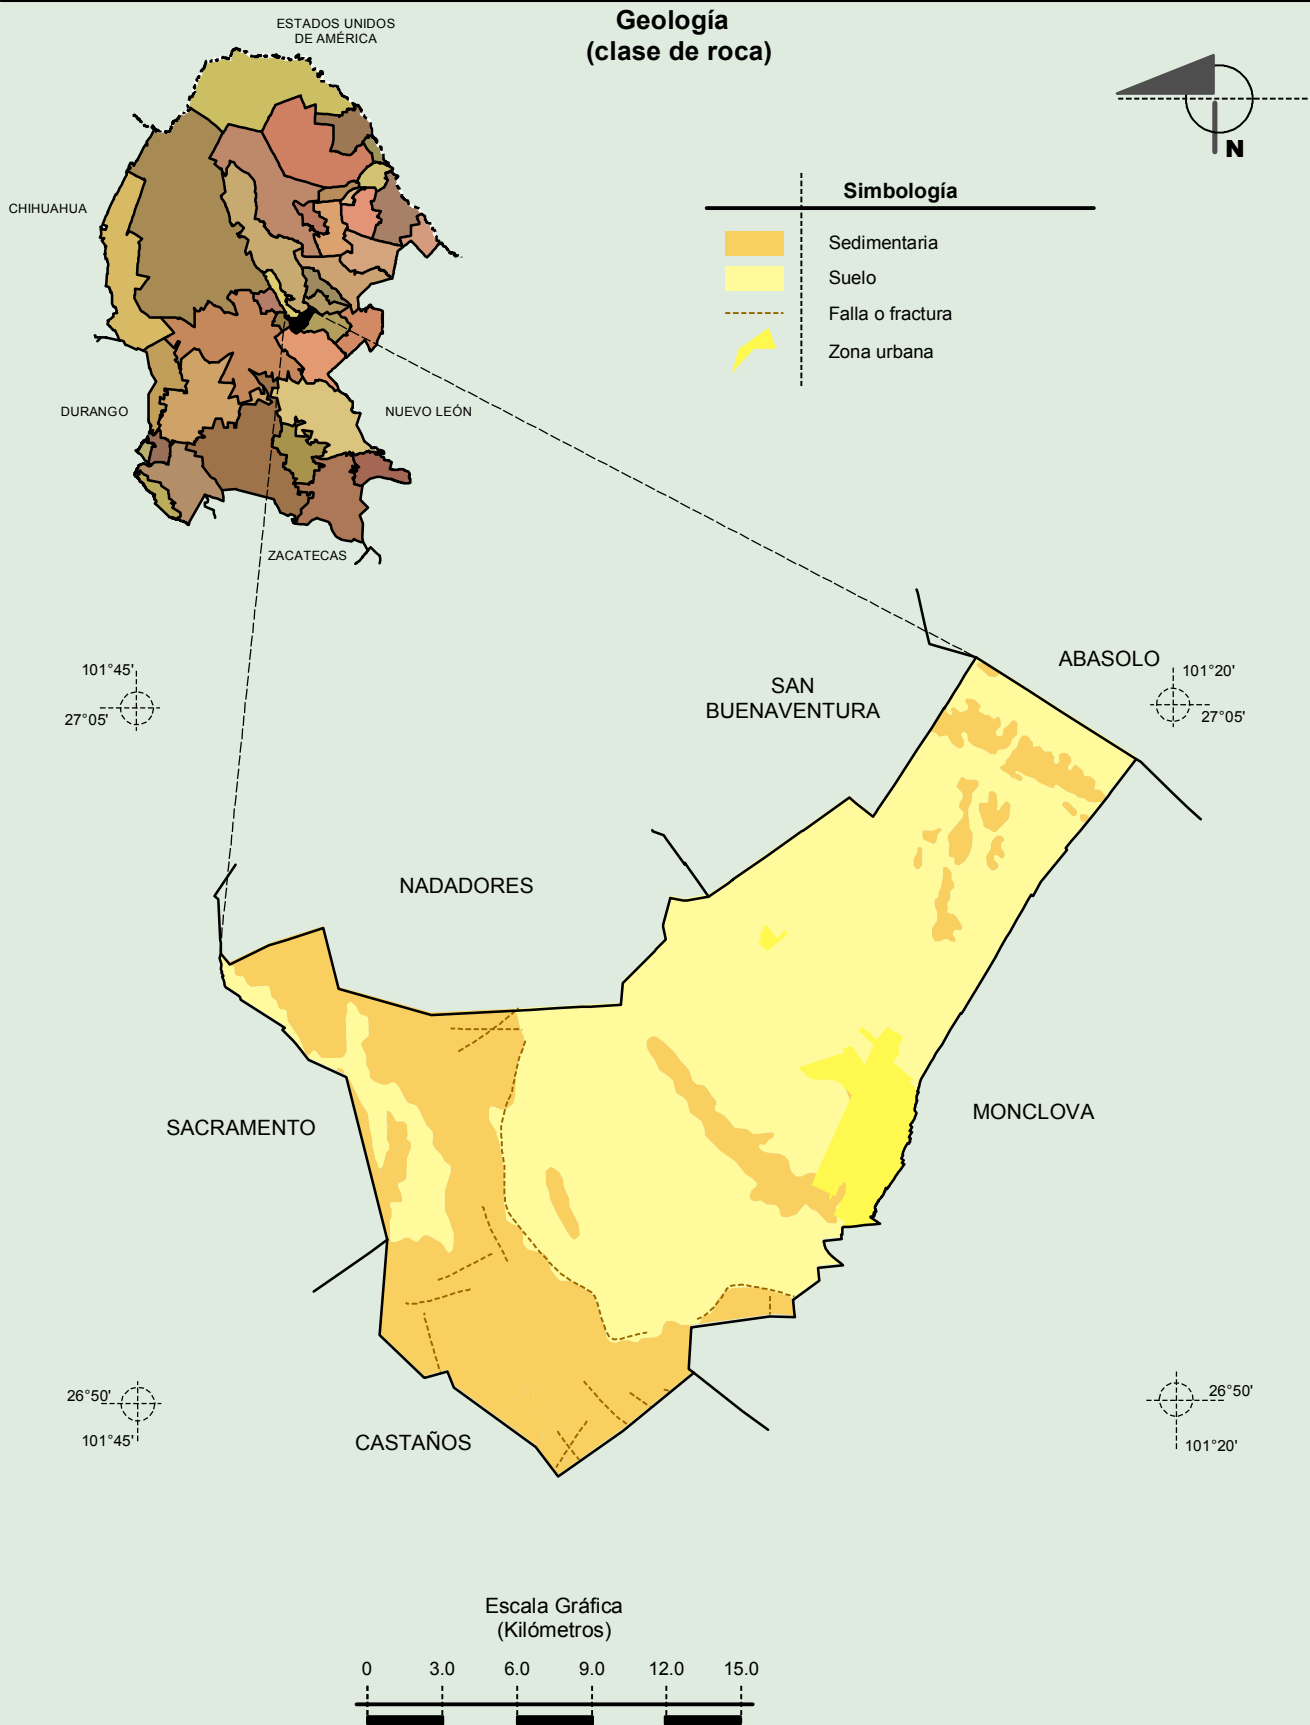 Geología
(clase de roca)
ESTADOS UNIDOS
DE AMÉRICA
N
CHIHUAHUA
DURANGO
NUEVO LEÓN
ZACATECAS
Simbología
Sedimentaria
Suelo
Falla o fractura
Zona urbana
101°45'
27°05'
SAN
BUENAVENTURA
ABASOLO
101°20'
27°05'
NADADORES
SACRAMENTO
MONCLOVA
CASTAÑOS
26°50'
101°45'
26°50'
101°20'
Escala Gráfica
(Kilómetros)
0 3.0 6.0 9.0 12.0 15.0